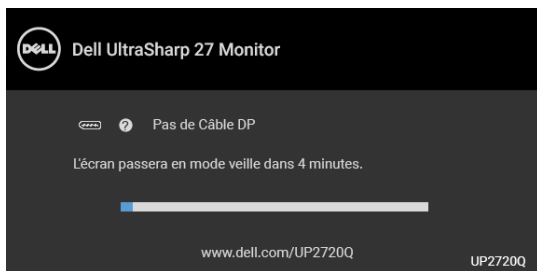 DELL
Dell UltraSharp 27 Monitor
Pas de Câble DP
L'écran passera en mode veille dans 4 minutes.
www.dell.com/UP2720Q
UP2720Q